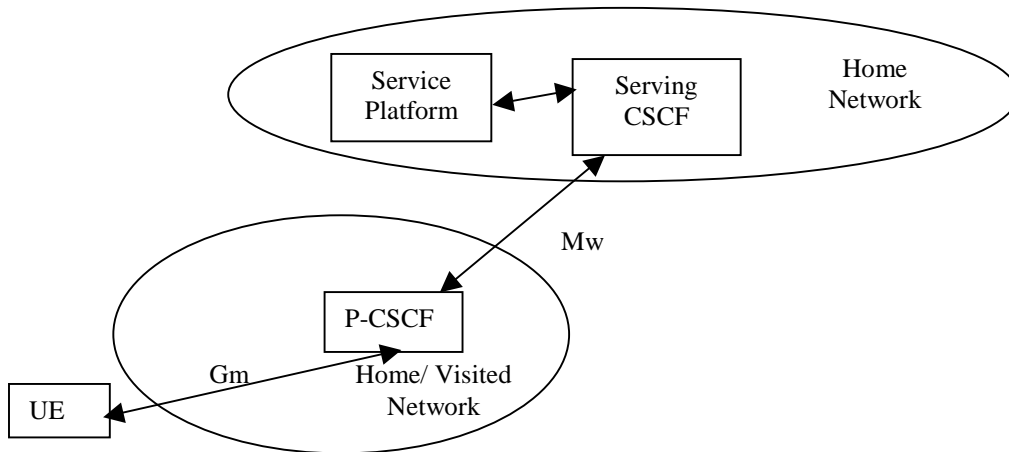 Service
Platform
Serving
CSCF
Home
Network
Mw
P-CSCF
Gm
Home/ Visited
Network
UE